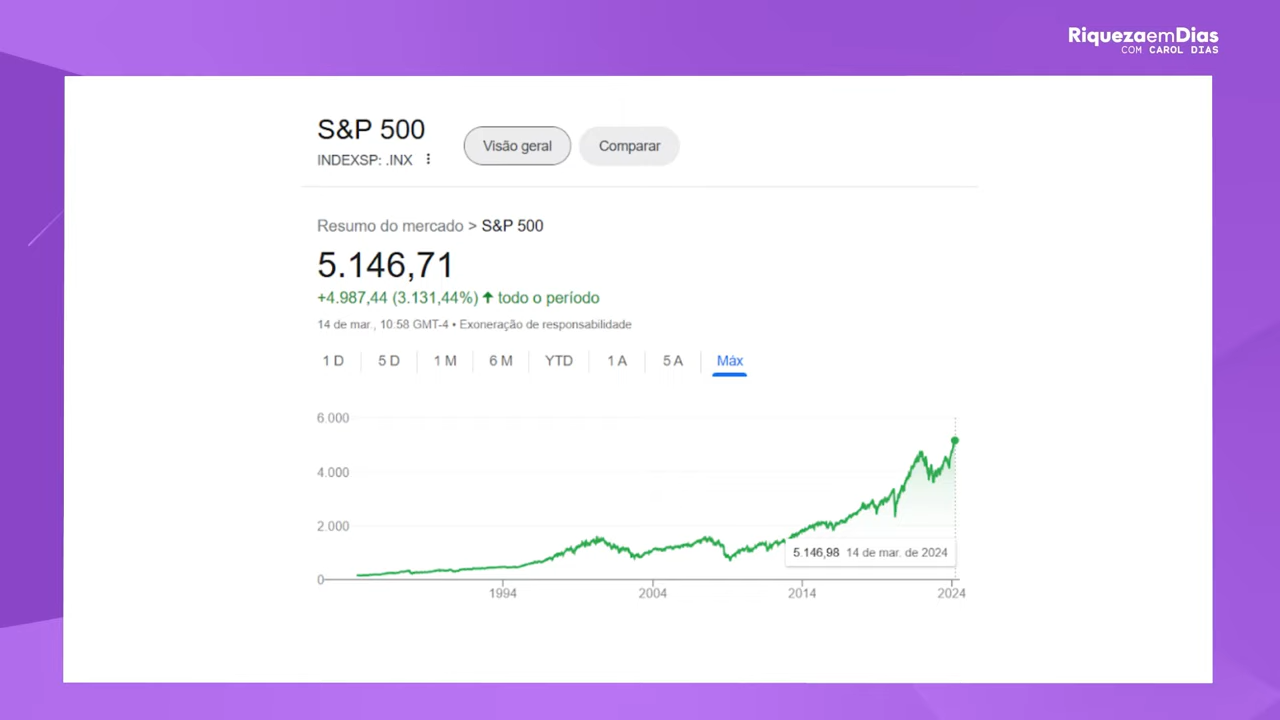 RiquezaemDias
COM CAROL DIAS
S&P 500
INDEXSP: .INX
Visão geral
Comparar
Resumo do mercado > S&P 500
5.146,71
+4.987,44 (3.131,44%) ↑ todo o período
14 de mar., 10:58 GMT-4 • Exoneração de responsabilidade
1 D 5 D 1 M 6 M YTD 1 A 5 A Máx
6.000
4.000
2.000
0
5.146,98 14 de mar. de 2024
1994 2004 2014 2024